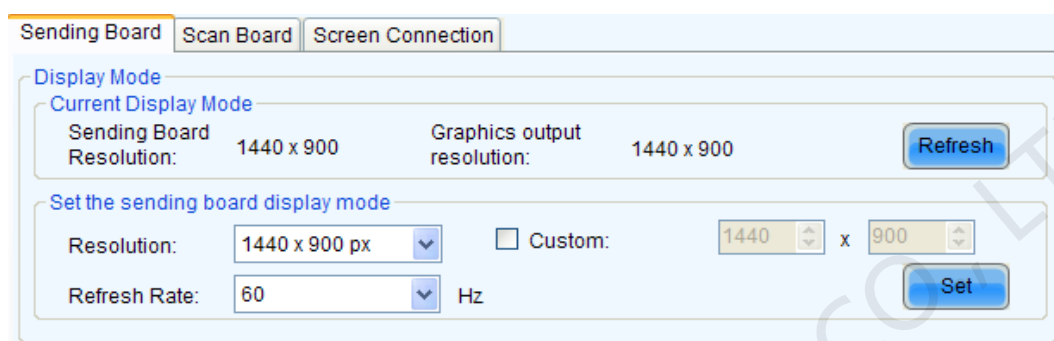 Sending Board Scan Board Screen Connection
Display Mode
Current Display Mode
Sending Board Resolution: 1440 x 900 Graphics output resolution: 1440 x 900 Refresh
Set the sending board display mode
Resolution: 1440 x 900 px Custom: 1440 x 900
Refresh Rate: 60 Hz Set
CO.,LT